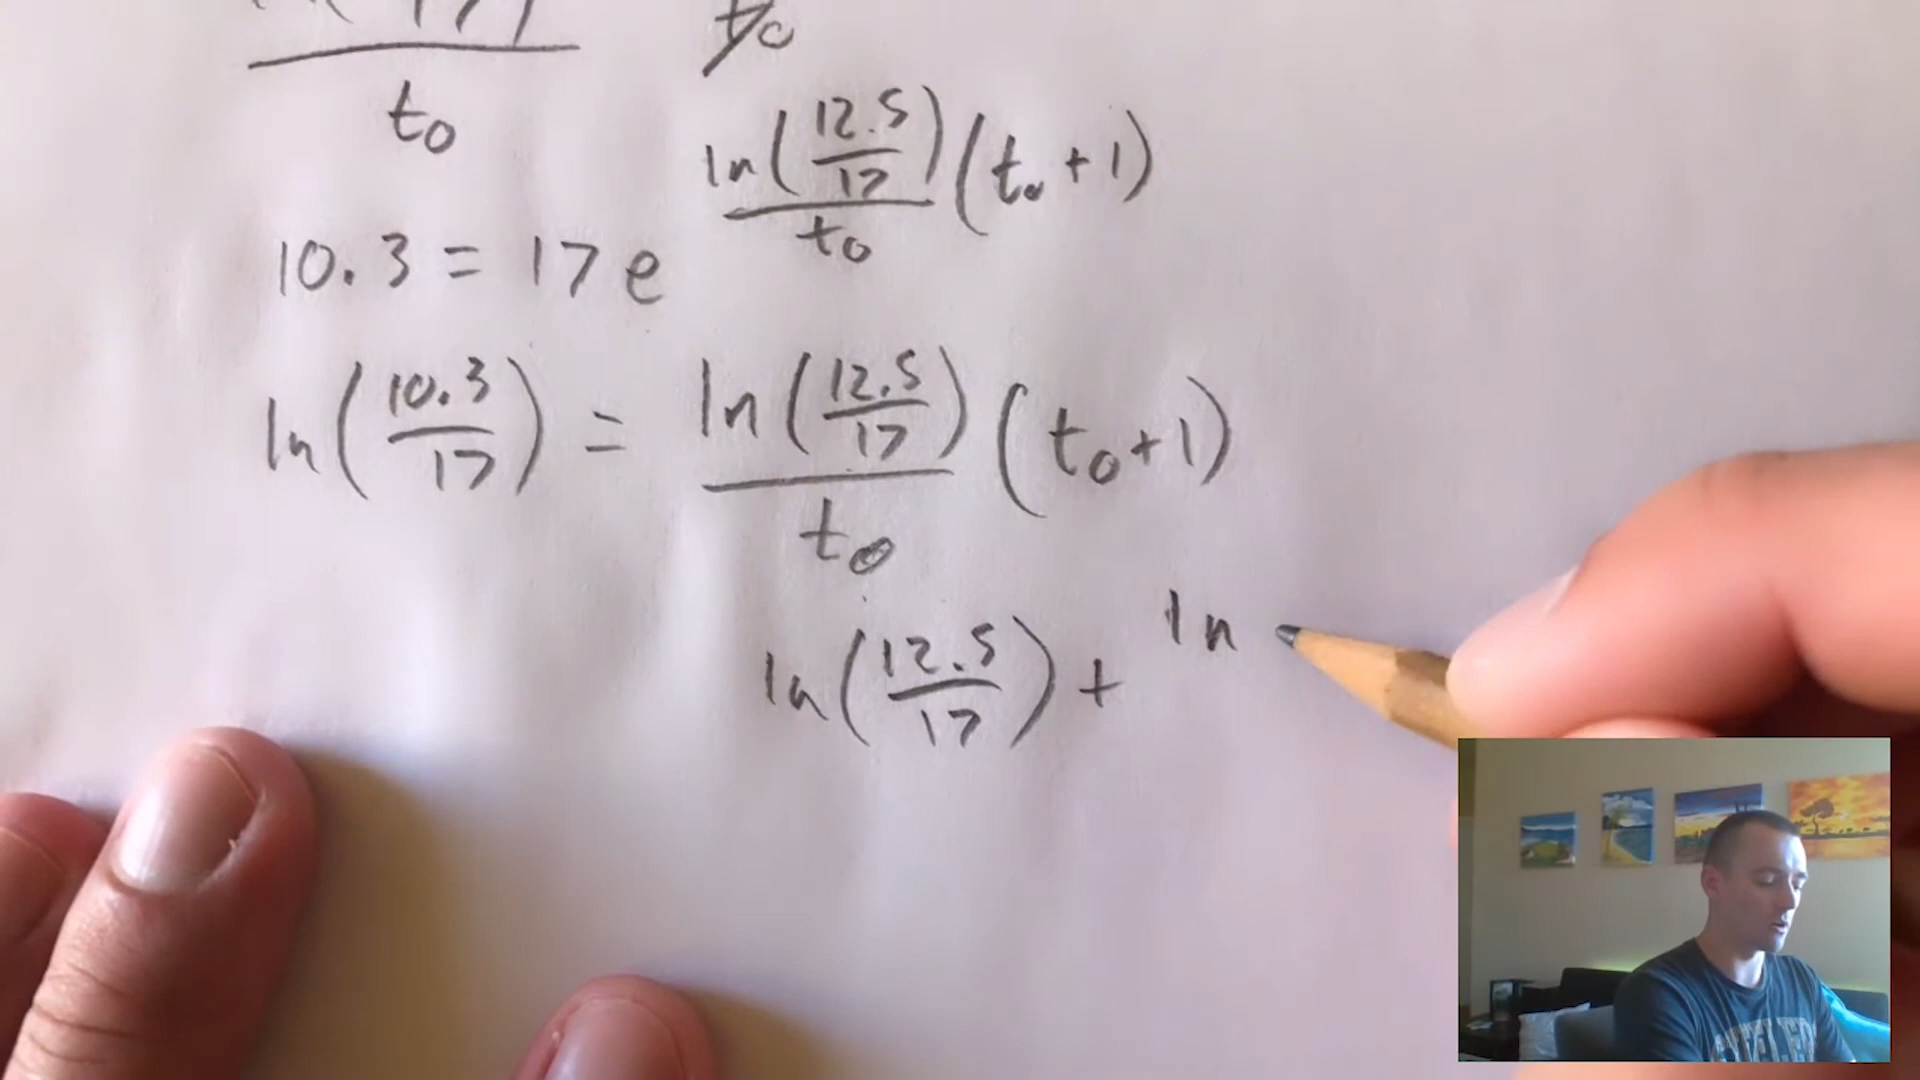 t₀
ln(12.5/17)/t₀ (t₀ + 1)
10.3 = 17 e
ln(10.3/17) = ln(12.5/17)/t₀ (t₀+1)
ln(12.5/17) + ln